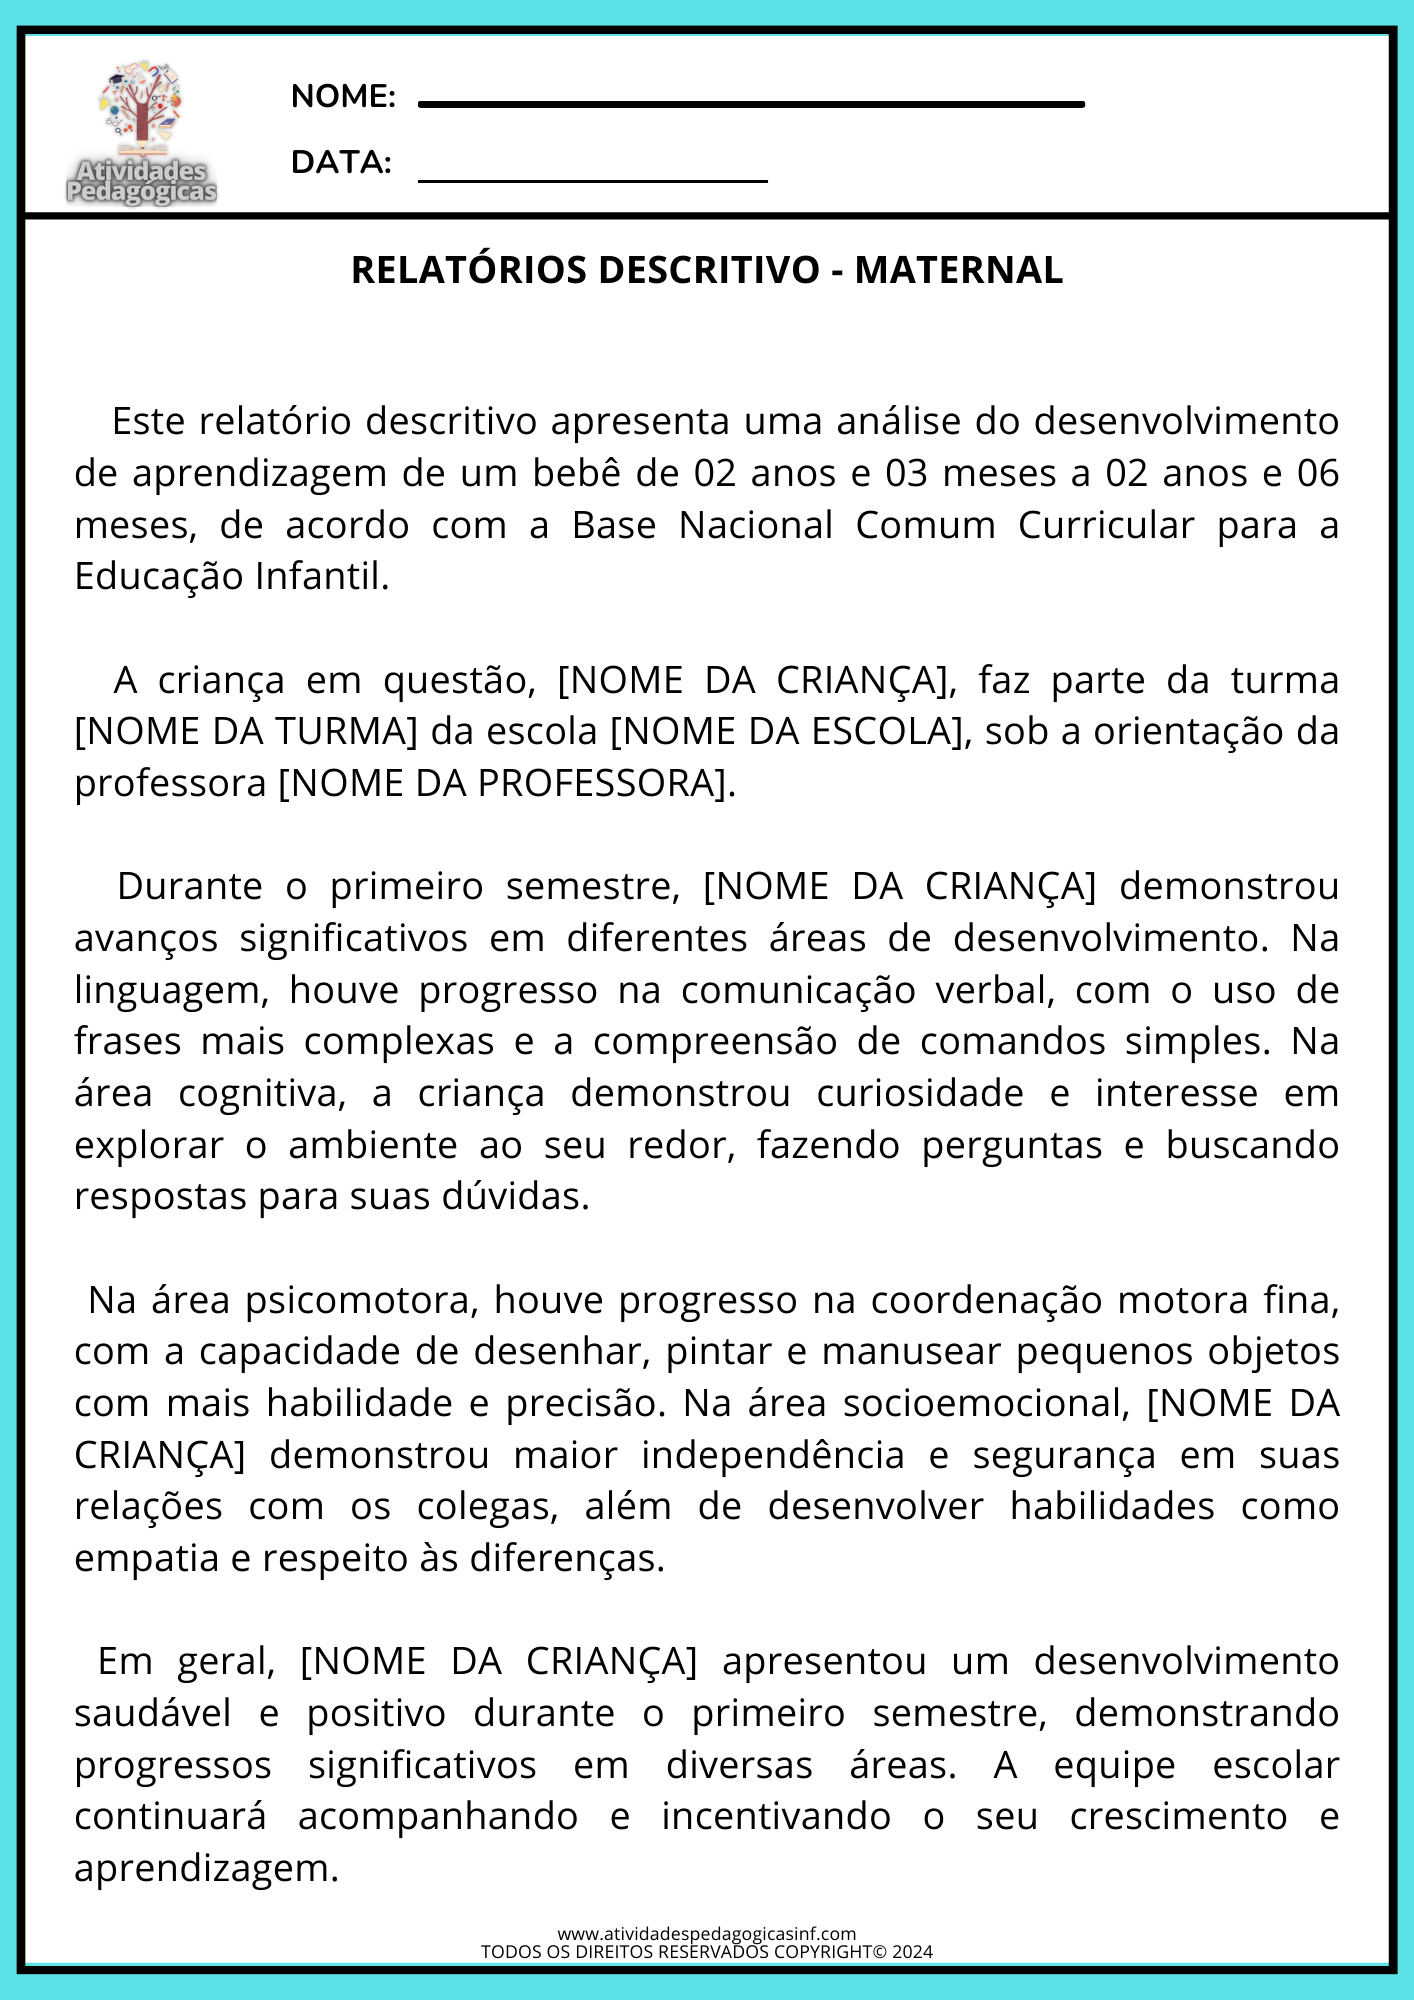 Atividades
Pedagógicas
NOME:
DATA:
RELATÓRIOS DESCRITIVO - MATERNAL
Este relatório descritivo apresenta uma análise do desenvolvimento
de aprendizagem de um bebê de 02 anos e 03 meses a 02 anos e 06
meses, de acordo com a Base Nacional Comum Curricular para a
Educação Infantil.
A criança em questão, [NOME DA CRIANÇA], faz parte da turma
[NOME DA TURMA] da escola [NOME DA ESCOLA], sob a orientação da
professora [NOME DA PROFESSORA].
Durante o primeiro semestre, [NOME DA CRIANÇA] demonstrou
avanços significativos em diferentes áreas de desenvolvimento. Na
linguagem, houve progresso na comunicação verbal, com o uso de
frases mais complexas e a compreensão de comandos simples. Na
área cognitiva, a criança demonstrou curiosidade e interesse em
explorar o ambiente ao seu redor, fazendo perguntas e buscando
respostas para suas dúvidas.
Na área psicomotora, houve progresso na coordenação motora fina,
com a capacidade de desenhar, pintar e manusear pequenos objetos
com mais habilidade e precisão. Na área socioemocional, [NOME DA
CRIANÇA] demonstrou maior independência e segurança em suas
relações com os colegas, além de desenvolver habilidades como
empatia e respeito às diferenças.
Em geral, [NOME DA CRIANÇA] apresentou um desenvolvimento
saudável e positivo durante o primeiro semestre, demonstrando
progressos significativos em diversas áreas. A equipe escolar
continuará acompanhando e incentivando o seu crescimento e
aprendizagem.
www.atividadespedagogicasinf.com
TODOS OS DIREITOS RESERVADOS COPYRIGHT© 2024